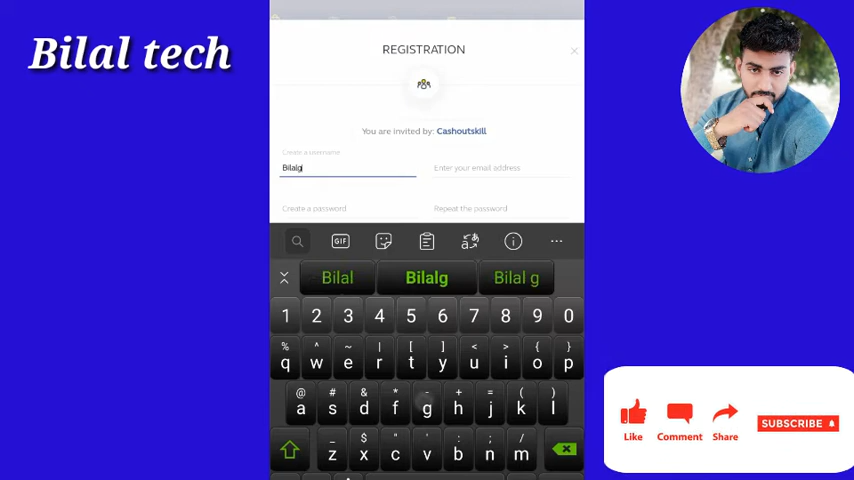 Bilal tech
REGISTRATION
You are invited by: Cashoutskill
Create a username
Bilalg
Enter your email address
Create a password
Repeat the password
GIF
Bilal
Bilalg
Bilal g
1 2 3 4 5 6 7 8 9 0
% ^ ~ | [ ] < > { }
q w e r t y u i o p
@ # & * - + = ( )
a s d f g h j k l
_ $ " ' : ; /
z x c v b n m
Like
Comment
Share
SUBSCRIBE